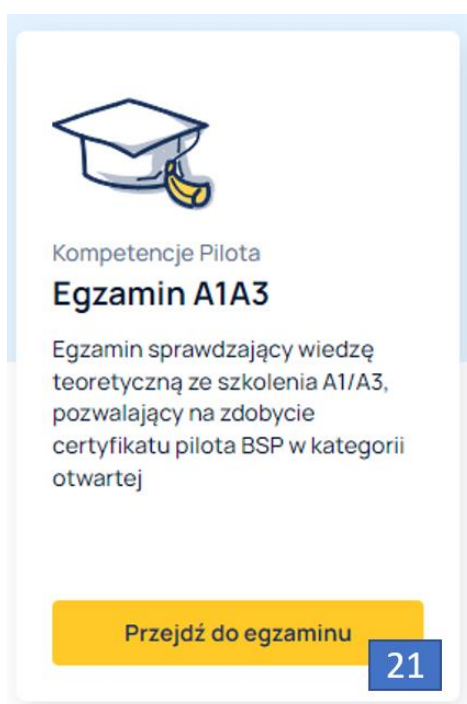 Kompetencje Pilota
Egzamin A1A3
Egzamin sprawdzający wiedzę
teoretyczną ze szkolenia A1/A3,
pozwalający na zdobycie
certyfikatu pilota BSP w kategorii
otwartej
Przejdź do egzaminu
21